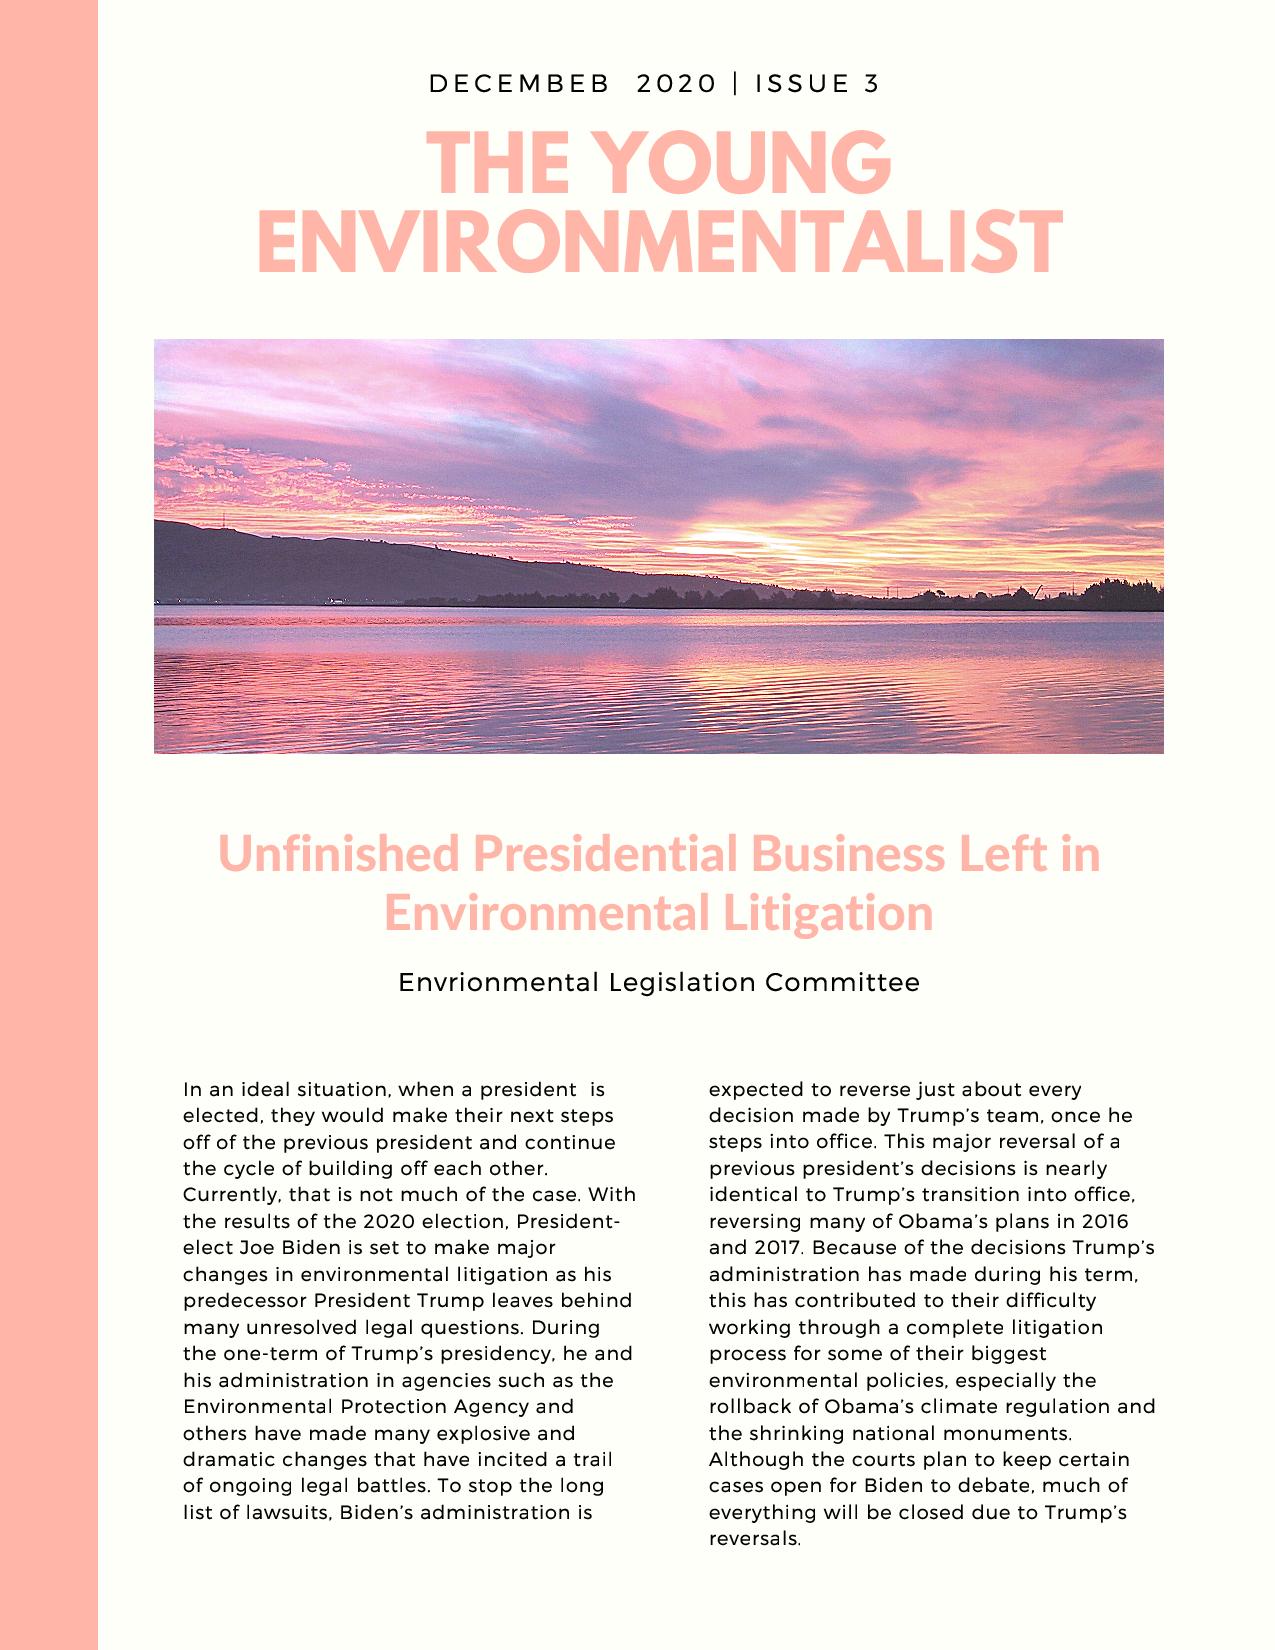 DECEMBEB 2020 | ISSUE 3
THE YOUNG
ENVIRONMENTALIST
Unfinished Presidential Business Left in
Environmental Litigation
Envrionmental Legislation Committee
In an ideal situation, when a president is
elected, they would make their next steps
off of the previous president and continue
the cycle of building off each other.
Currently, that is not much of the case. With
the results of the 2020 election, President-
elect Joe Biden is set to make major
changes in environmental litigation as his
predecessor President Trump leaves behind
many unresolved legal questions. During
the one-term of Trump’s presidency, he and
his administration in agencies such as the
Environmental Protection Agency and
others have made many explosive and
dramatic changes that have incited a trail
of ongoing legal battles. To stop the long
list of lawsuits, Biden’s administration is
expected to reverse just about every
decision made by Trump’s team, once he
steps into office. This major reversal of a
previous president’s decisions is nearly
identical to Trump’s transition into office,
reversing many of Obama’s plans in 2016
and 2017. Because of the decisions Trump’s
administration has made during his term,
this has contributed to their difficulty
working through a complete litigation
process for some of their biggest
environmental policies, especially the
rollback of Obama’s climate regulation and
the shrinking national monuments.
Although the courts plan to keep certain
cases open for Biden to debate, much of
everything will be closed due to Trump’s
reversals.